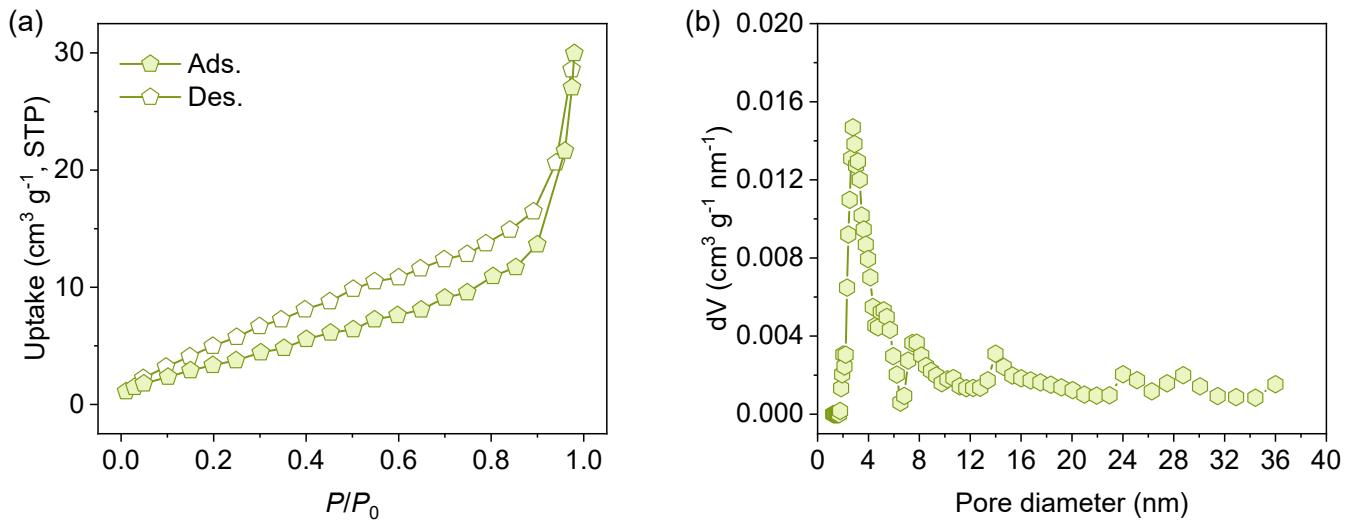 (a)
Uptake (cm³ g⁻¹, STP)
30
20
10
0
Ads.
Des.
0.0 0.2 0.4 0.6 0.8 1.0
P/P₀
(b)
dV (cm³ g⁻¹ nm⁻¹)
0.020
0.016
0.012
0.008
0.004
0.000
0 4 8 12 16 20 24 28 32 36 40
Pore diameter (nm)